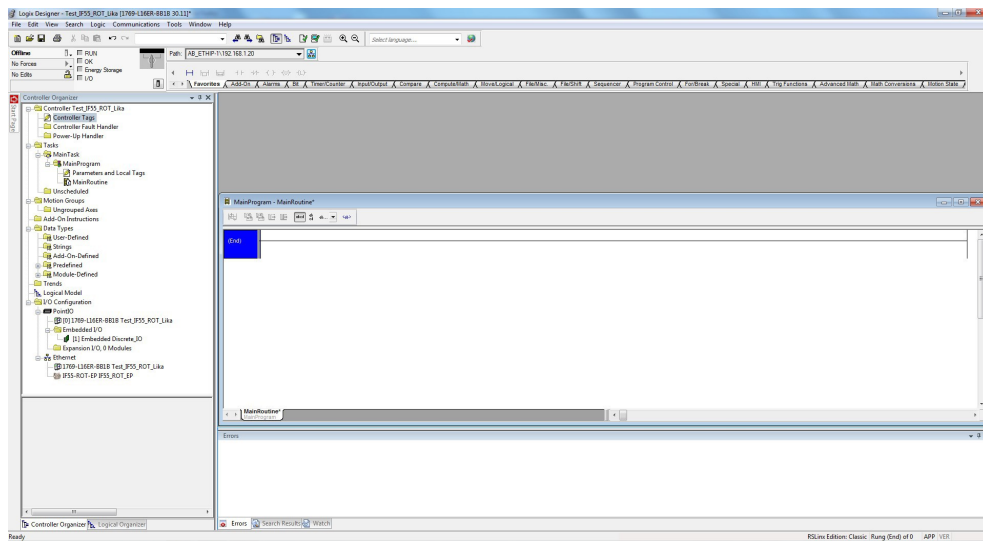 Logix Designer - Test_IF55_ROT_Lika [1769-L16ER-BB1B 30.11]*
File Edit View Search Logic Communications Tools Window Help
Select language...
Offline
RUN
Path: AB_ETHIP-1\192.168.1.20
No Forces
OK
Energy Storage
No Edits
I/O
Favorites Add-On Alarms Bit Timer/Counter Input/Output Compare Compute/Math Move/Logical File/Misc. File/Shift Sequencer Program Control For/Break Special HMI Trig Functions Advanced Math Math Conversions Motion State
Start Page
Controller Organizer
Controller Test_IF55_ROT_Lika
Controller Tags
Controller Fault Handler
Power-Up Handler
Tasks
MainTask
MainProgram
Parameters and Local Tags
MainRoutine
Unscheduled
Motion Groups
Ungrouped Axes
Add-On Instructions
Data Types
User-Defined
Strings
Add-On-Defined
Predefined
Module-Defined
Trends
Logical Model
I/O Configuration
PointIO
[0] 1769-L16ER-BB1B Test_IF55_ROT_Lika
Embedded I/O
[1] Embedded Discrete_IO
Expansion I/O, 0 Modules
Ethernet
1769-L16ER-BB1B Test_IF55_ROT_Lika
IF55-ROT-EP IF55_ROT_EP
Controller Organizer Logical Organizer
MainProgram - MainRoutine*
(End)
MainRoutine*
MainProgram
Errors
Errors Search Results Watch
Ready
RSLinx Edition: Classic Rung (End) of 0 APP VER